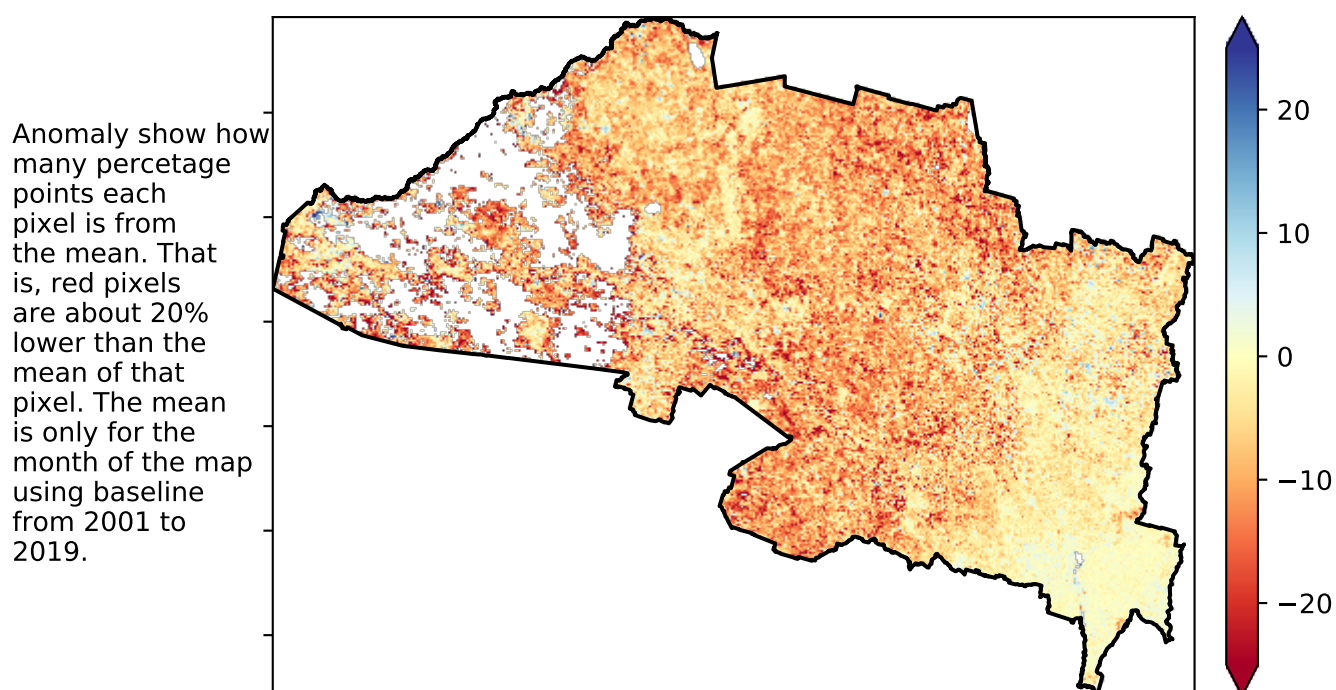 Anomaly show how
many percetage
points each
pixel is from
the mean. That
is, red pixels
are about 20%
lower than the
mean of that
pixel. The mean
is only for the
month of the map
using baseline
from 2001 to
2019.
20
10
0
−10
−20